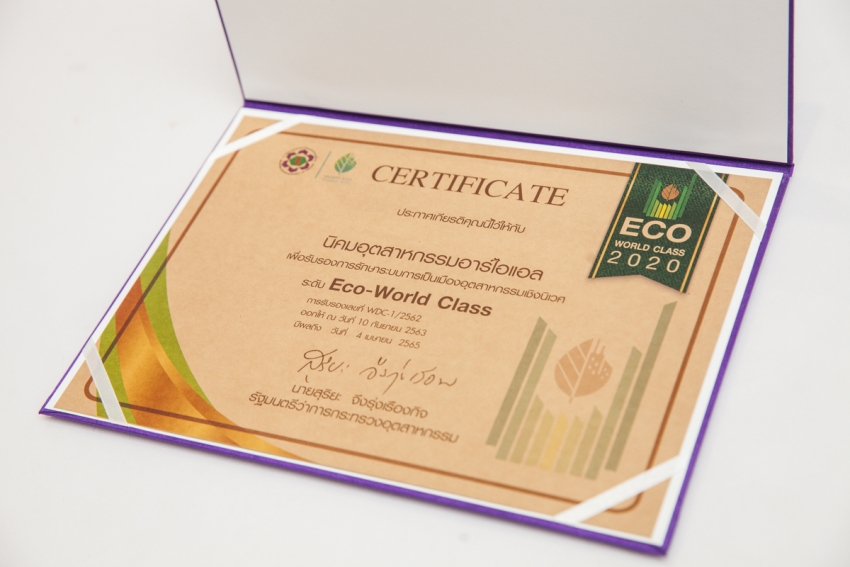 CERTIFICATE
ประกาศเกียรติคุณนี้ไว้ให้กับ
นิคมอุตสาหกรรมอาร์ไอแอล
เพื่อรับรองการรักษาระบบการเป็นเมืองอุตสาหกรรมเชิงนิเวศ
ระดับ Eco-World Class
การรับรองเลขที่ WDC-1/2562
ออกให้ ณ วันที่ 10 กันยายน 2563
มีผลถึง วันที่ 4 เมษายน 2565
นายสุริยะ จึงรุ่งเรืองกิจ
รัฐมนตรีว่าการกระทรวงอุตสาหกรรม
ECO
WORLD CLASS
2020